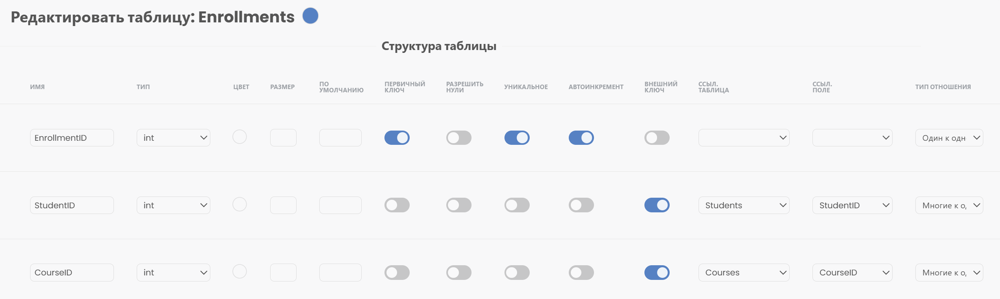 Редактировать таблицу: Enrollments
Структура таблицы
ИМЯ ТИП ЦВЕТ РАЗМЕР ПО УМОЛЧАНИЮ ПЕРВИЧНЫЙ КЛЮЧ РАЗРЕШИТЬ НУЛИ УНИКАЛЬНОЕ АВТОИНКРЕМЕНТ ВНЕШНИЙ КЛЮЧ ССЫЛ. ТАБЛИЦА ССЫЛ. ПОЛЕ ТИП ОТНОШЕНИЯ
EnrollmentID int Один к одн
StudentID int Students StudentID Многие к о
CourseID int Courses CourseID Многие к о